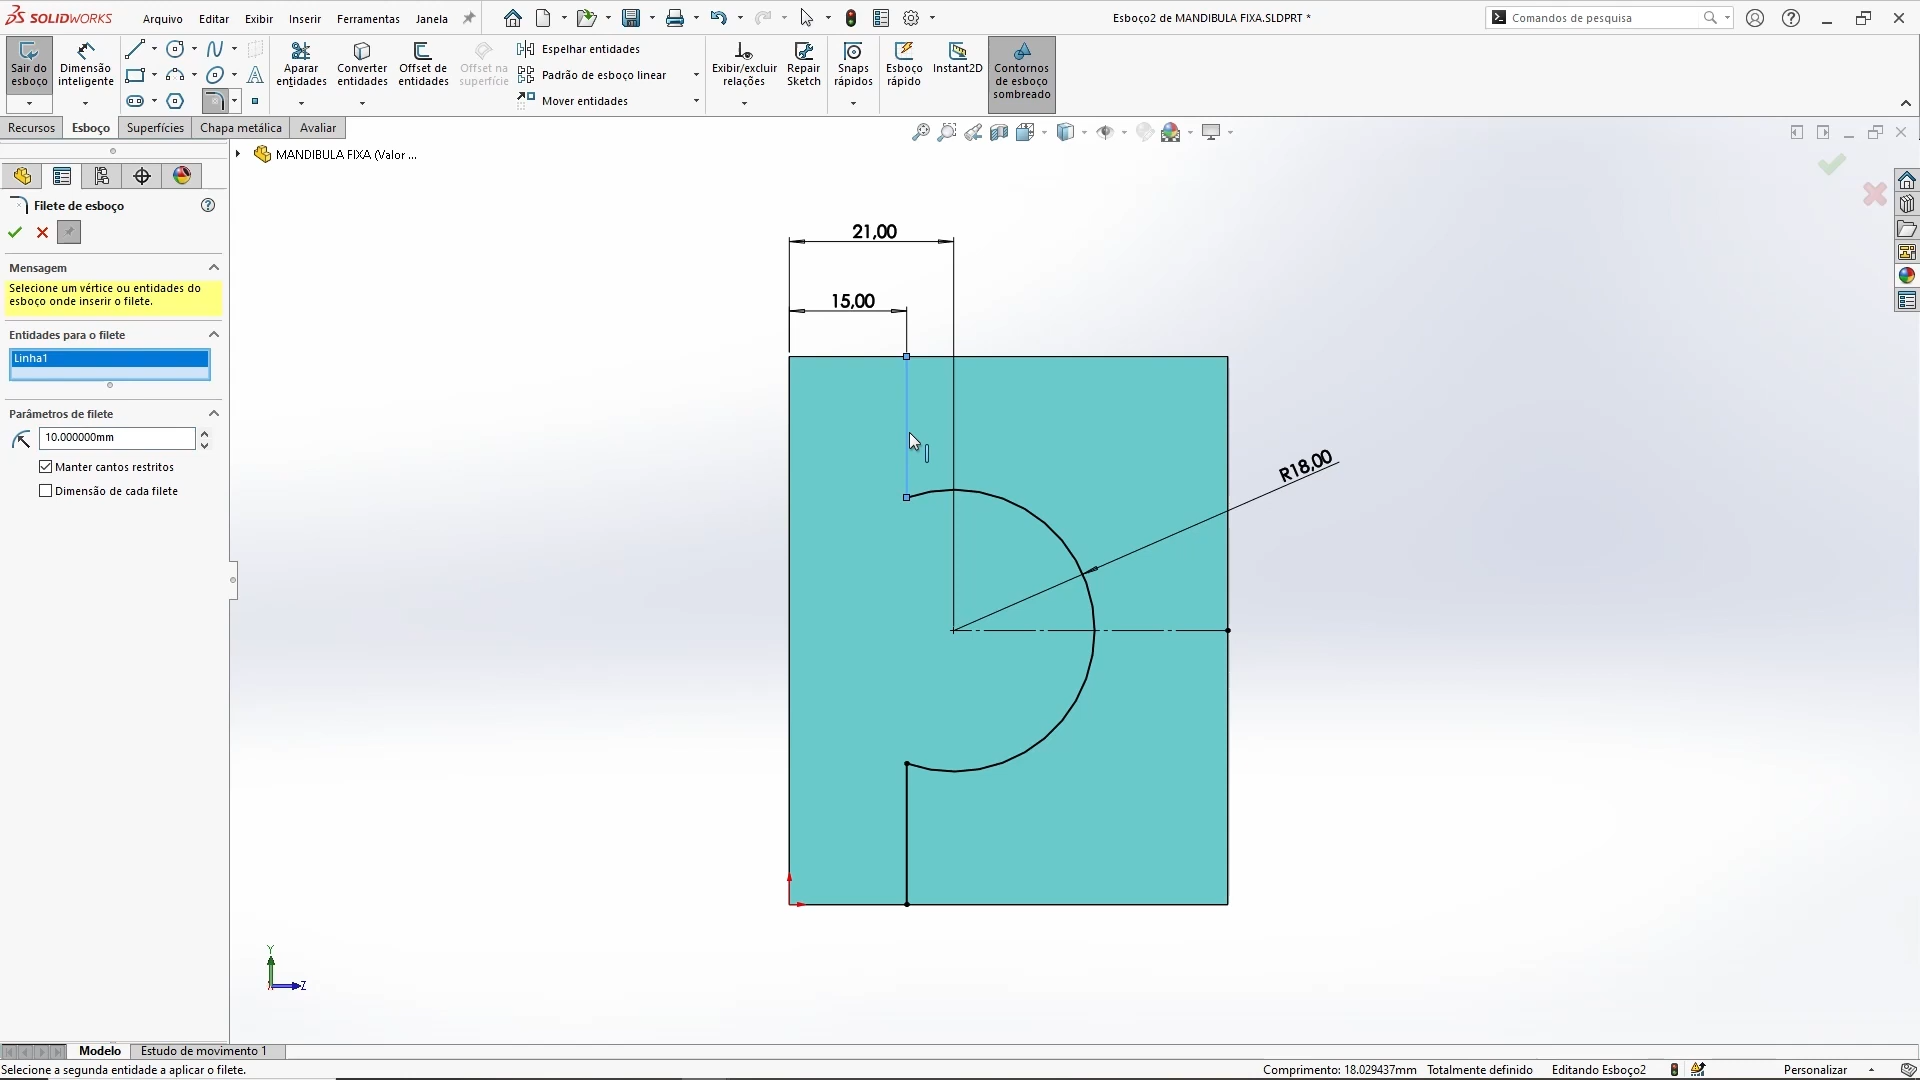 SOLIDWORKS
Arquivo
Editar
Exibir
Inserir
Ferramentas
Janela
Esboço2 de MANDIBULA FIXA.SLDPRT *
Comandos de pesquisa
Sair do esboço
Dimensão inteligente
Aparar entidades
Converter entidades
Offset de entidades
Offset na superfície
Espelhar entidades
Padrão de esboço linear
Mover entidades
Exibir/excluir relações
Repair Sketch
Snaps rápidos
Esboço rápido
Instant2D
Contornos de esboço sombreado
Recursos
Esboço
Superfícies
Chapa metálica
Avaliar
MANDIBULA FIXA (Valor ...
Filete de esboço
Mensagem
Selecione um vértice ou entidades do
esboço onde inserir o filete.
Entidades para o filete
Linha1
Parâmetros de filete
10.000000mm
Manter cantos restritos
Dimensão de cada filete
21,00
15,00
R18,00
Y
Z
Modelo
Estudo de movimento 1
Selecione a segunda entidade a aplicar o filete.
Comprimento: 18.029437mm
Totalmente definido
Editando Esboço2
Personalizar